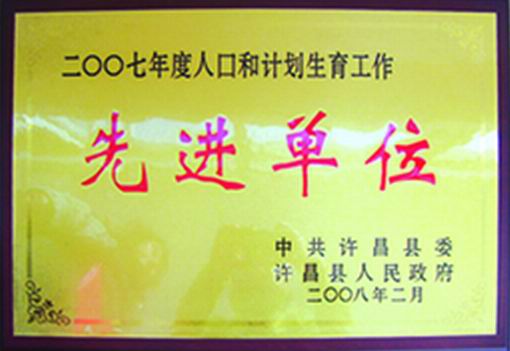 二〇〇七年度人口和计划生育工作
先进单位
中共许昌县委
许昌县人民政府
二〇〇八年二月